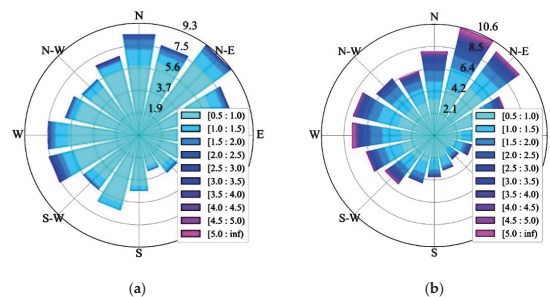 N
9.3
N-W
7.5
N-E
5.6
3.7
1.9
W
E
S-W
S
[0.5 : 1.0)
[1.0 : 1.5)
[1.5 : 2.0)
[2.0 : 2.5)
[2.5 : 3.0)
[3.0 : 3.5)
[3.5 : 4.0)
[4.0 : 4.5)
[4.5 : 5.0)
[5.0 : inf)
(a)
N
10.6
N-W
8.5
N-E
6.4
4.2
2.1
W
S-W
S
[0.5 : 1.0)
[1.0 : 1.5)
[1.5 : 2.0)
[2.0 : 2.5)
[2.5 : 3.0)
[3.0 : 3.5)
[3.5 : 4.0)
[4.0 : 4.5)
[4.5 : 5.0)
[5.0 : inf)
(b)